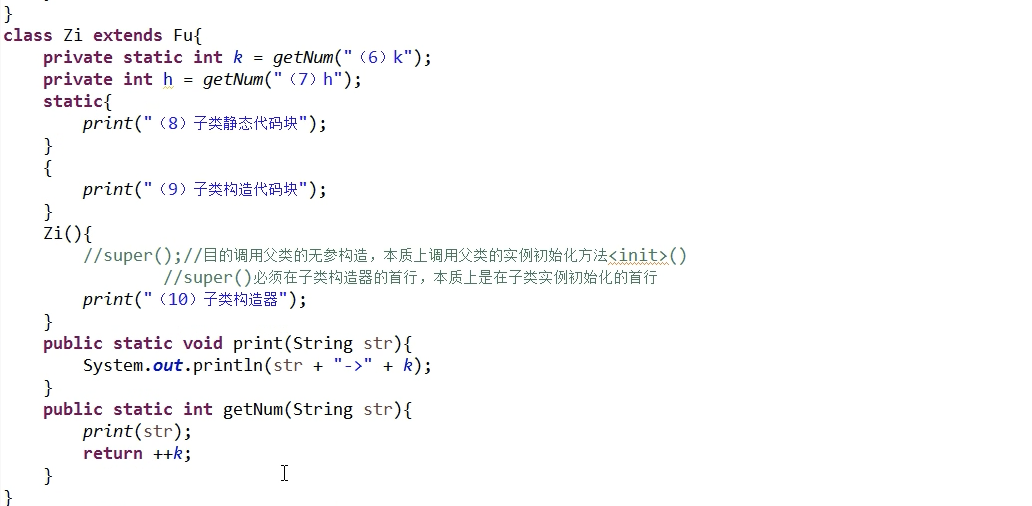 }
class Zi extends Fu{
    private static int k = getNum("（6）k");
    private int h = getNum("（7）h");
    static{
        print("（8）子类静态代码块");
    }
    {
        print("（9）子类构造代码块");
    }
    Zi(){
        //super();//目的调用父类的无参构造，本质上调用父类的实例初始化方法<init>()
                //super()必须在子类构造器的首行，本质上是在子类实例初始化的首行
        print("（10）子类构造器");
    }
    public static void print(String str){
        System.out.println(str + "->" + k);
    }
    public static int getNum(String str){
        print(str);
        return ++k;
    }
}